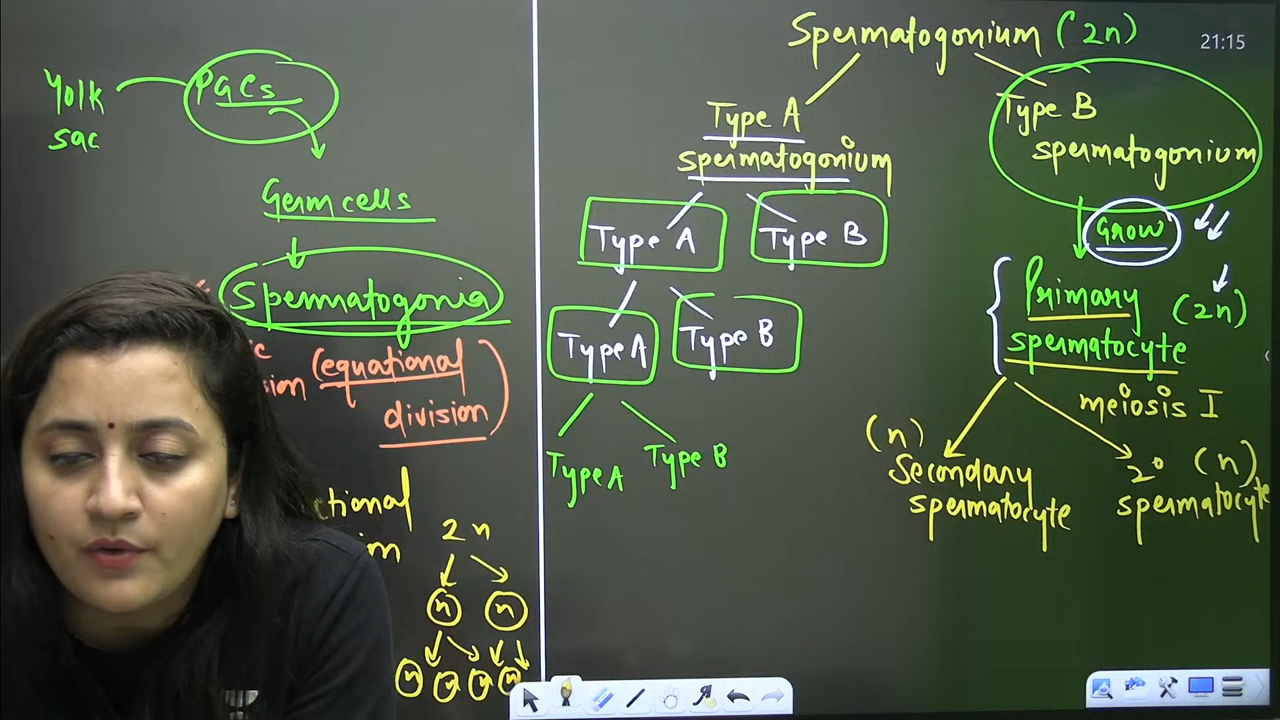 Yolk
sac
PGCs
Germ cells
Spermatogonia
(equational
division)
2n
n n
n n n n
Spermatogonium (2n)
21:15
Type A
spermatogonium
Type B
spermatogonium
Type A
Type B
Type A
Type B
Type A
Type B
Grow
Primary
spermatocyte
(2n)
meiosis I
(n)
Secondary
spermatocyte
2° (n)
spermatocyte